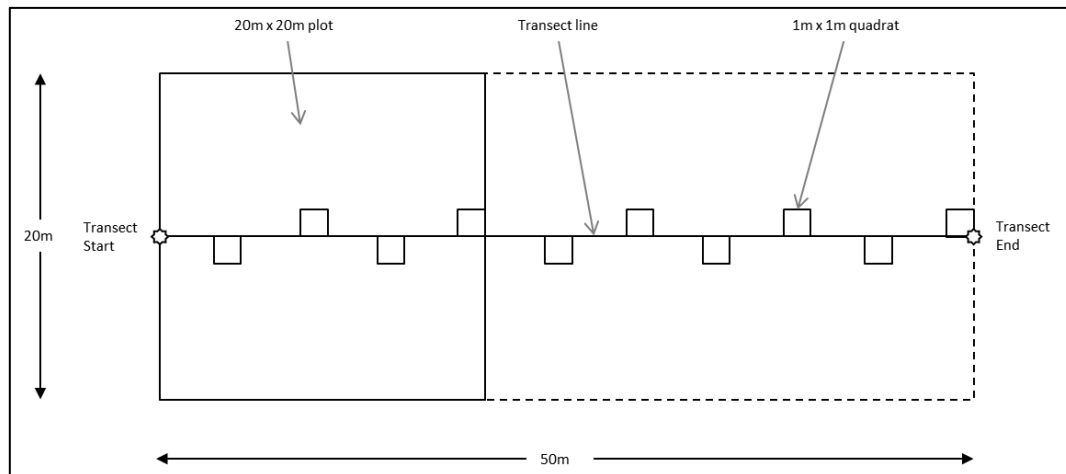 20m x 20m plot
Transect line
1m x 1m quadrat
20m
Transect
Start
Transect
End
50m